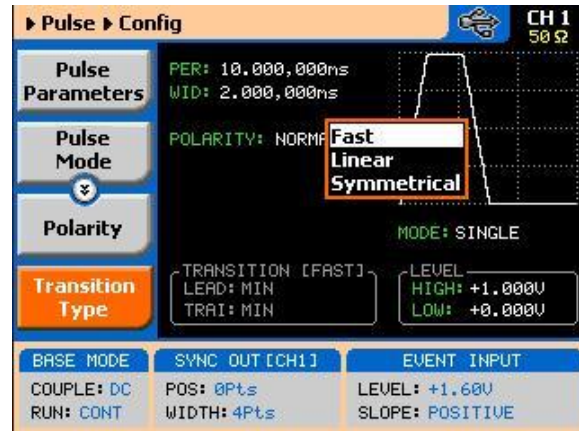 ▸ Pulse ▸ Config
CH 1
50 Ω
Pulse Parameters
Pulse Mode
Polarity
Transition Type
PER: 10.000,000ms
WID: 2.000,000ms
POLARITY: NORMA
Fast
Linear
Symmetrical
MODE: SINGLE
TRANSITION [FAST]
LEAD: MIN
TRAI: MIN
LEVEL
HIGH: +1.000V
LOW: +0.000V
BASE MODE
COUPLE: DC
RUN: CONT
SYNC OUT [CH1]
POS: 0Pts
WIDTH: 4Pts
EVENT INPUT
LEVEL: +1.60V
SLOPE: POSITIVE